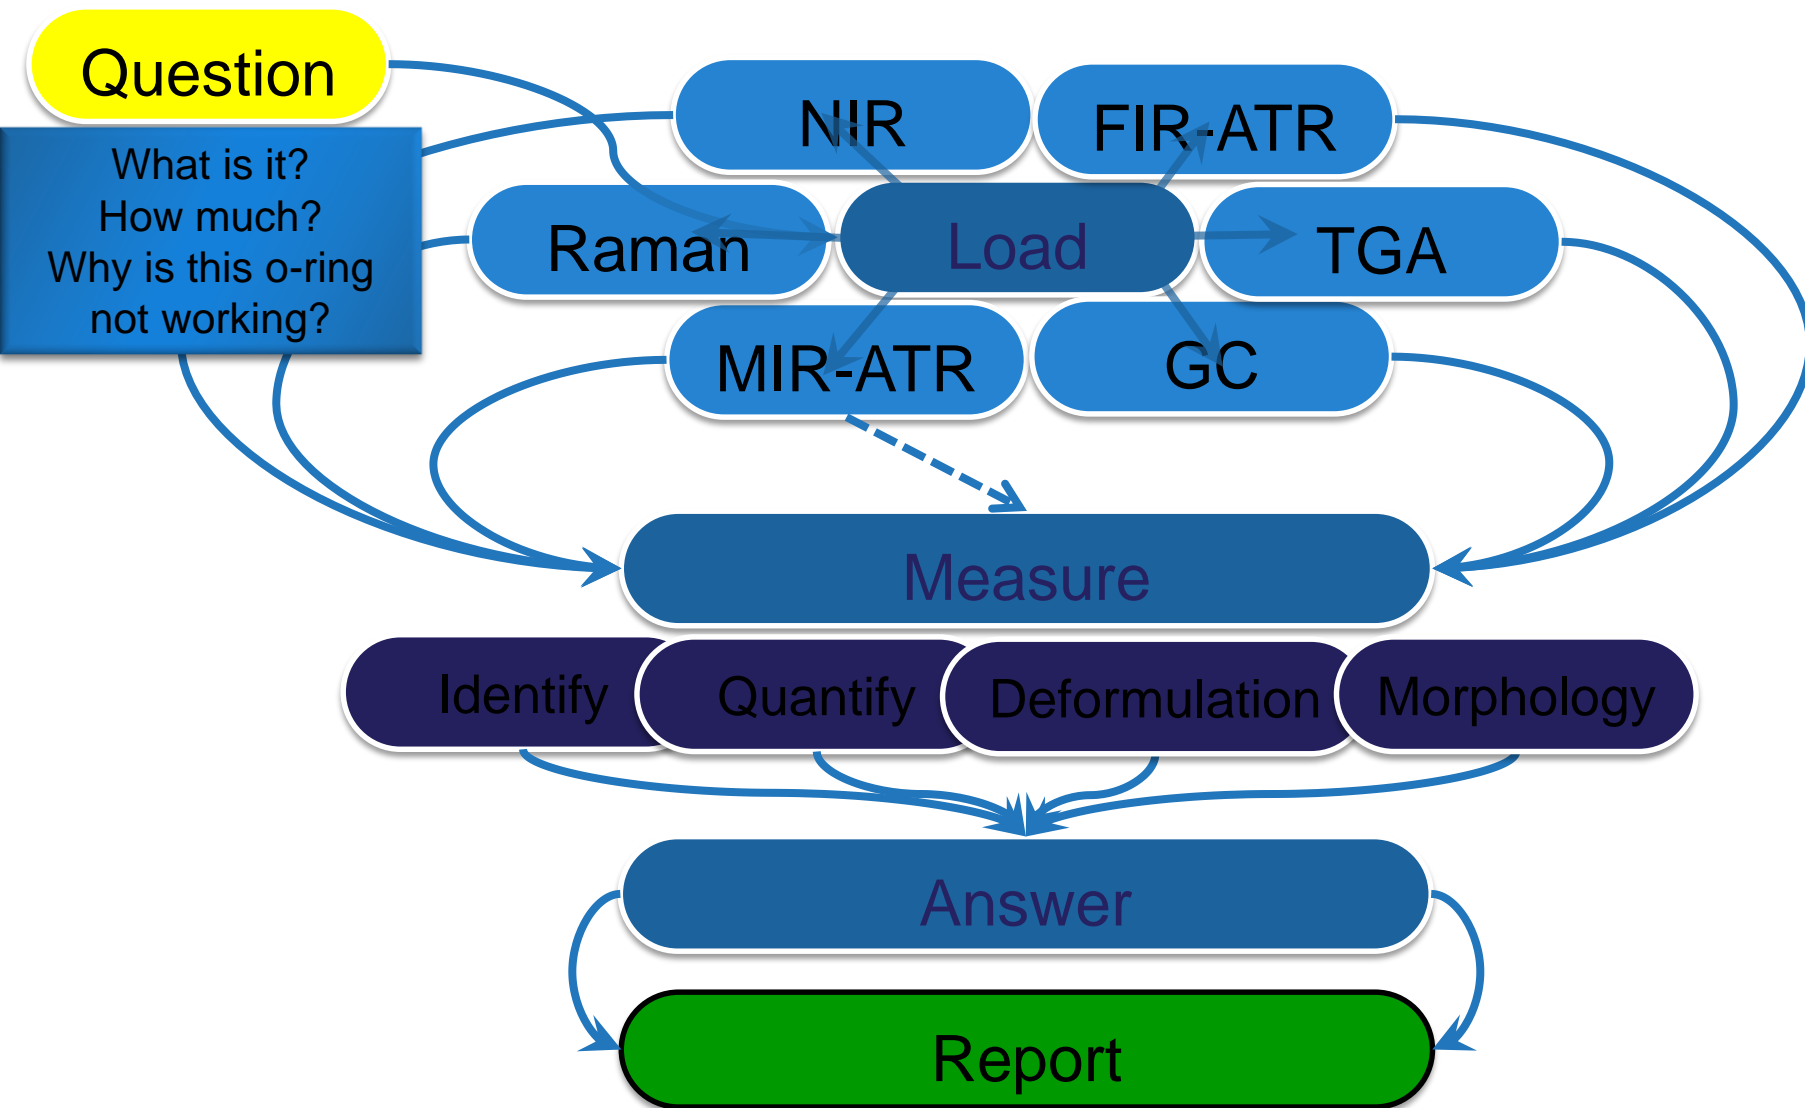 Question
What is it?
How much?
Why is this o-ring
not working?
NIR
FIR-ATR
Raman
Load
TGA
MIR-ATR
GC
Measure
Identify
Quantify
Deformulation
Morphology
Answer
Report